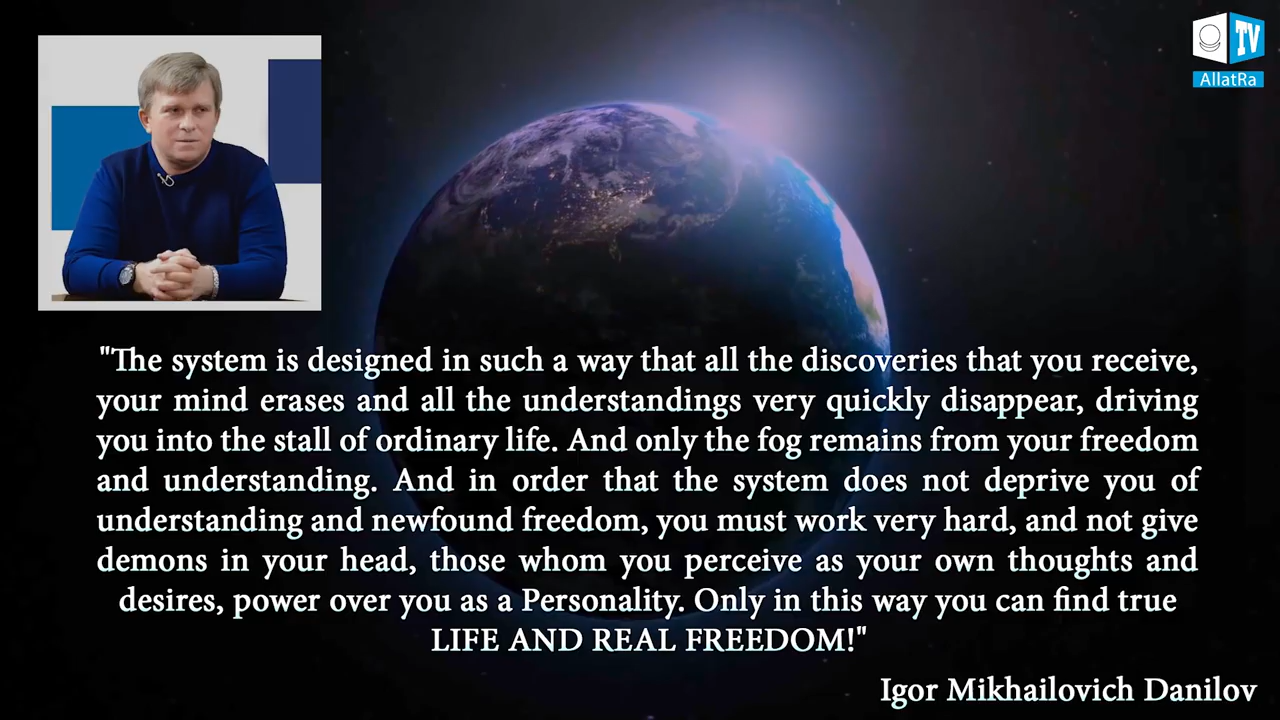 TV
AllatRa
"The system is designed in such a way that all the discoveries that you receive,
your mind erases and all the understandings very quickly disappear, driving
you into the stall of ordinary life. And only the fog remains from your freedom
and understanding. And in order that the system does not deprive you of
understanding and newfound freedom, you must work very hard, and not give
demons in your head, those whom you perceive as your own thoughts and
desires, power over you as a Personality. Only in this way you can find true
LIFE AND REAL FREEDOM!"
Igor Mikhailovich Danilov